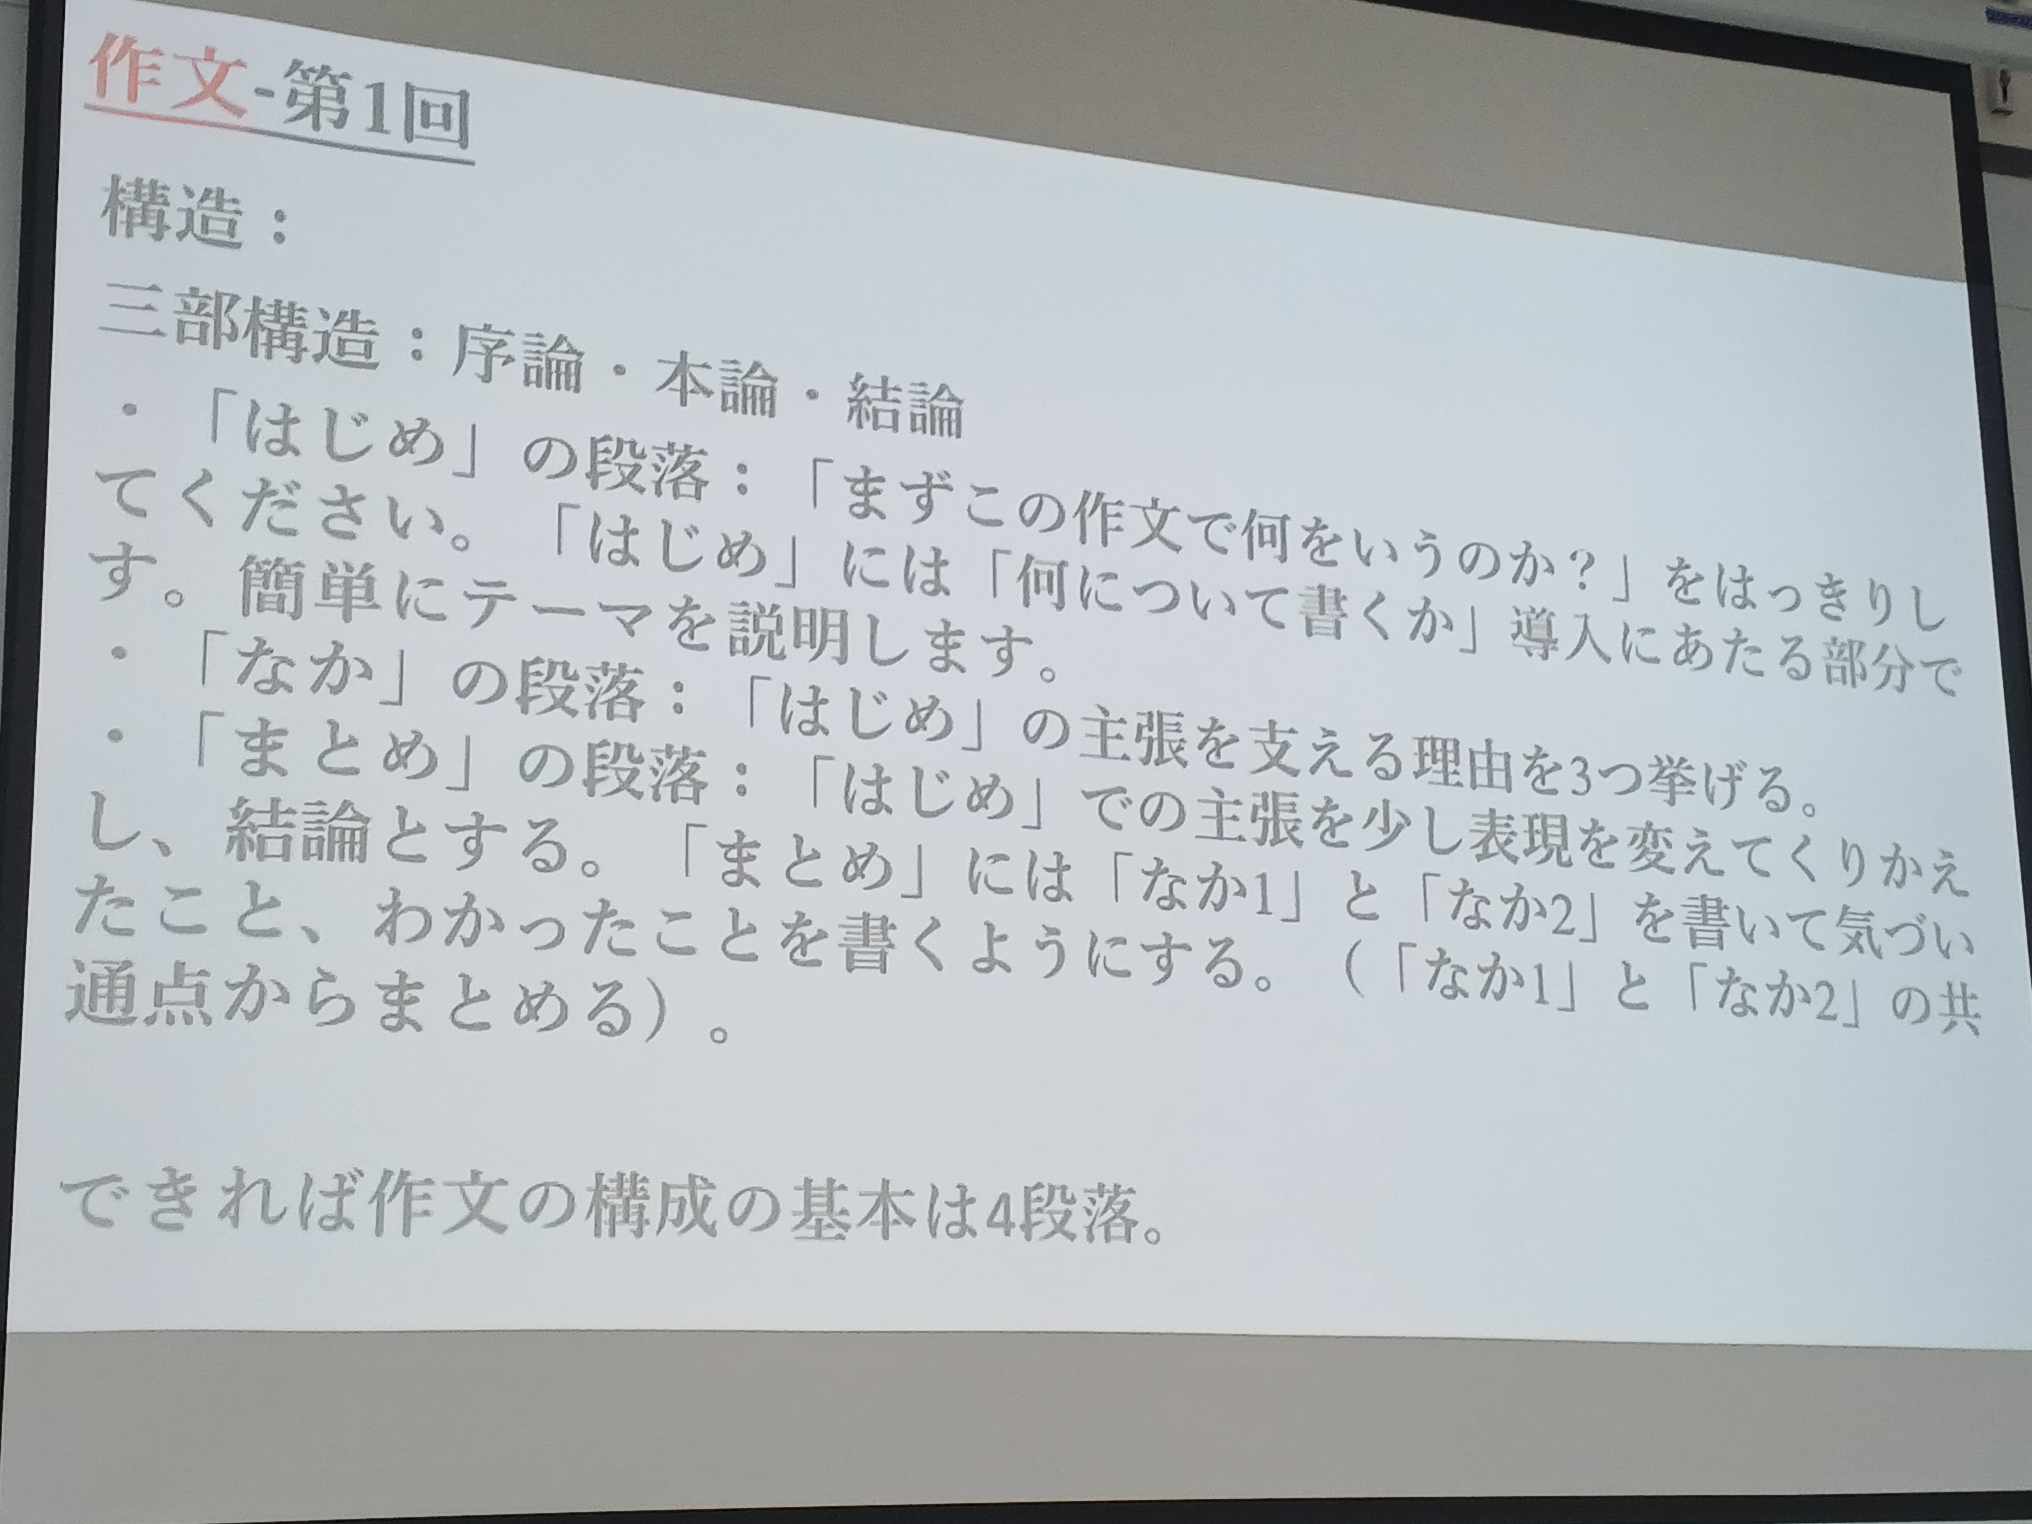 作文-第1回
構造：
三部構造：序論・本論・結論
・「はじめ」の段落：「まずこの作文で何をいうのか？」をはっきりし
てください。「はじめ」には「何について書くか」導入にあたる部分で
す。簡単にテーマを説明します。
・「なか」の段落：「はじめ」の主張を支える理由を3つ挙げる。
・「まとめ」の段落：「はじめ」での主張を少し表現を変えてくりかえ
し、結論とする。「まとめ」には「なか1」と「なか2」を書いて気づい
たこと、わかったことを書くようにする。（「なか1」と「なか2」の共
通点からまとめる）。
できれば作文の構成の基本は4段落。